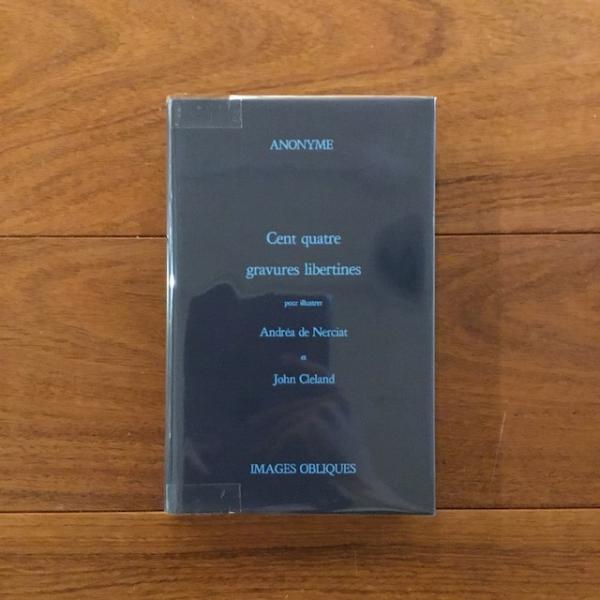 ANONYME
Cent quatre
gravures libertines
pour illustrer
Andréa de Nerciat
et
John Cleland
IMAGES OBLIQUES